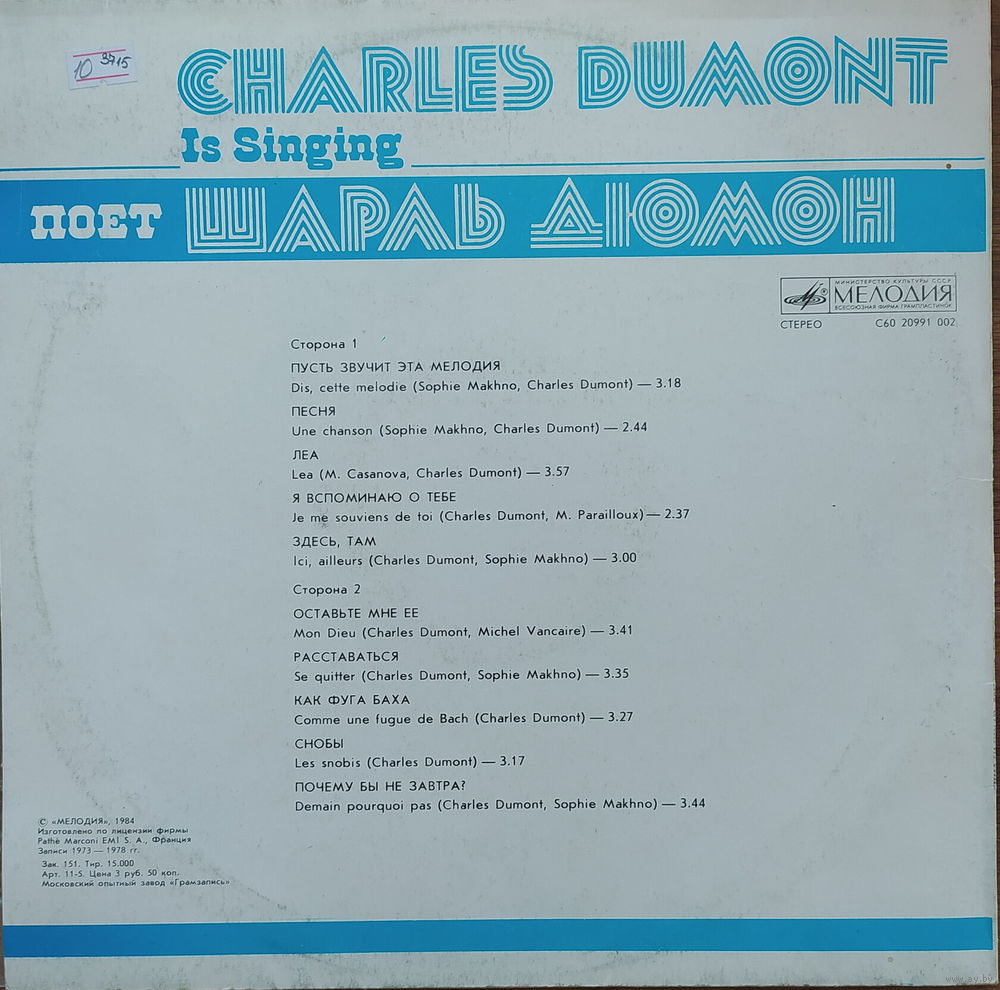 10 3715
CHARLES DUMONT
Is Singing
ПОЕТ ШАРЛЬ ДЮМОН
МИНИСТЕРСТВО КУЛЬТУРЫ СССР
МЕЛОДИЯ
ВСЕСОЮЗНАЯ ФИРМА ГРАМПЛАСТИНОК
СТЕРЕО С60 20991 002
Сторона 1
ПУСТЬ ЗВУЧИТ ЭТА МЕЛОДИЯ
Dis, cette melodie (Sophie Makhno, Charles Dumont) — 3.18
ПЕСНЯ
Une chanson (Sophie Makhno, Charles Dumont) — 2.44
ЛЕА
Lea (M. Casanova, Charles Dumont) — 3.57
Я ВСПОМИНАЮ О ТЕБЕ
Je me souviens de toi (Charles Dumont, M. Parailloux) — 2.37
ЗДЕСЬ, ТАМ
Ici, ailleurs (Charles Dumont, Sophie Makhno) — 3.00
Сторона 2
ОСТАВЬТЕ МНЕ ЕЕ
Mon Dieu (Charles Dumont, Michel Vancaire) — 3.41
РАССТАВАТЬСЯ
Se quitter (Charles Dumont, Sophie Makhno) — 3.35
КАК ФУГА БАХА
Comme une fugue de Bach (Charles Dumont) — 3.27
СНОБЫ
Les snobis (Charles Dumont) — 3.17
ПОЧЕМУ БЫ НЕ ЗАВТРА?
Demain pourquoi pas (Charles Dumont, Sophie Makhno) — 3.44
© «МЕЛОДИЯ», 1984
Изготовлено по лицензии фирмы
Pathè Marconi EMI S. A., Франция
Записи 1973 — 1978 гг.
Зак. 151. Тир. 15.000
Арт. 11-5. Цена 3 руб. 50 коп.
Московский опытный завод «Грамзапись»
www.ay.by